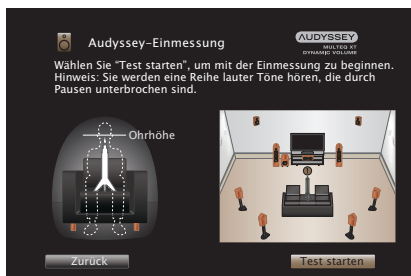 Audyssey-Einmessung
AUDYSSEY
MULTEQ XT
DYNAMIC VOLUME
Wählen Sie "Test starten", um mit der Einmessung zu beginnen.
Hinweis: Sie werden eine Reihe lauter Töne hören, die durch
Pausen unterbrochen sind.
Ohrhöhe
Zurück
Test starten